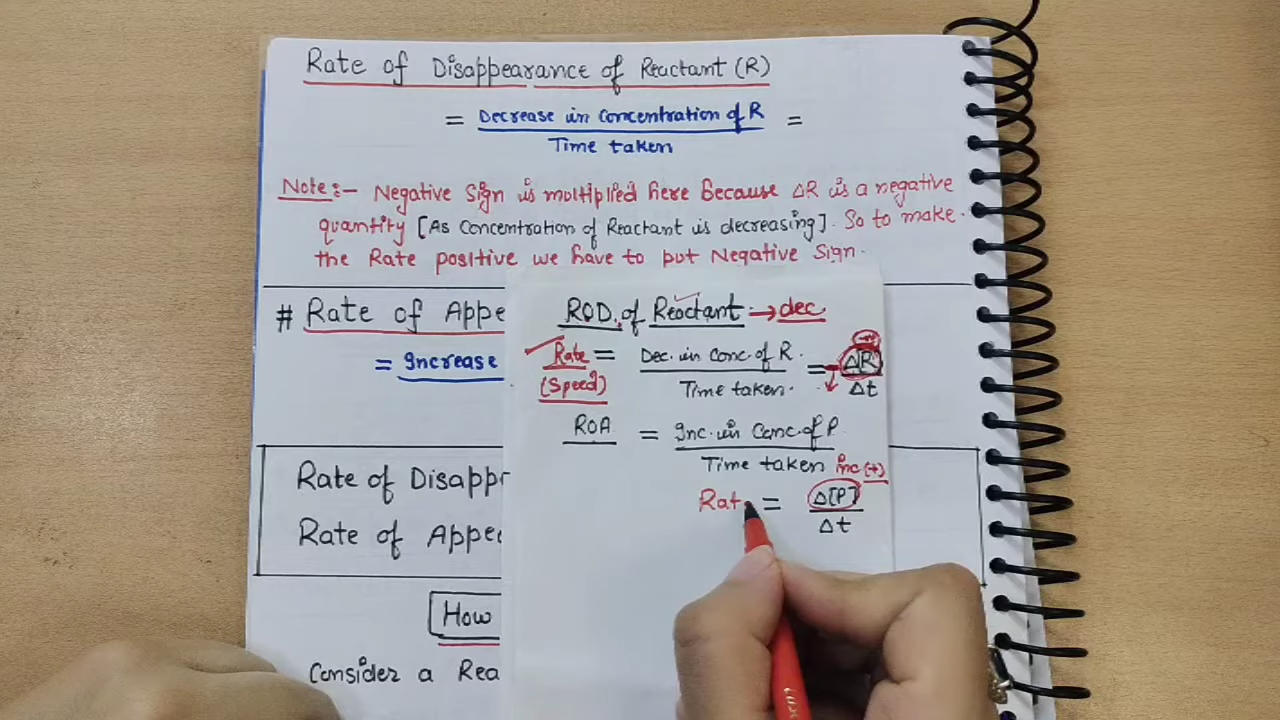 Rate of Disappearance of Reactant (R)
= Decrease in Concentration of R =
Time taken
Note:- Negative Sign is multiplied here Because ΔR is a negative
quantity [As Concentration of Reactant is decreasing]. So to make.
the Rate positive we have to put Negative Sign.
# Rate of Appe
= Increase
Rate of Disappr
Rate of Appea
How
Consider a Rea
ROD. of Reactant → dec.
Rate = Dec. in Conc. of R. = - Δ[R]
(Speed) Time taken. Δt
ROA = Inc. in Conc. of P.
Time taken inc (+)
Rat = Δ[P]
Δt